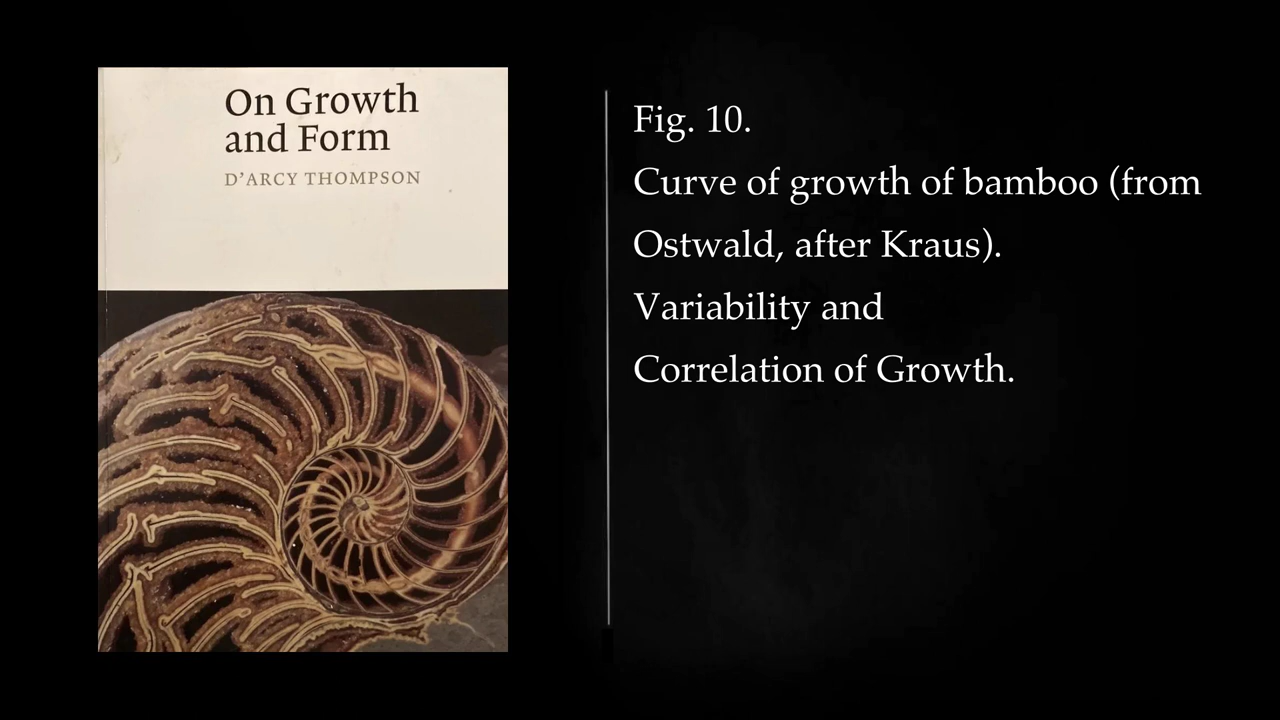 On Growth
and Form
D'ARCY THOMPSON
Fig. 10.
Curve of growth of bamboo (from
Ostwald, after Kraus).
Variability and
Correlation of Growth.